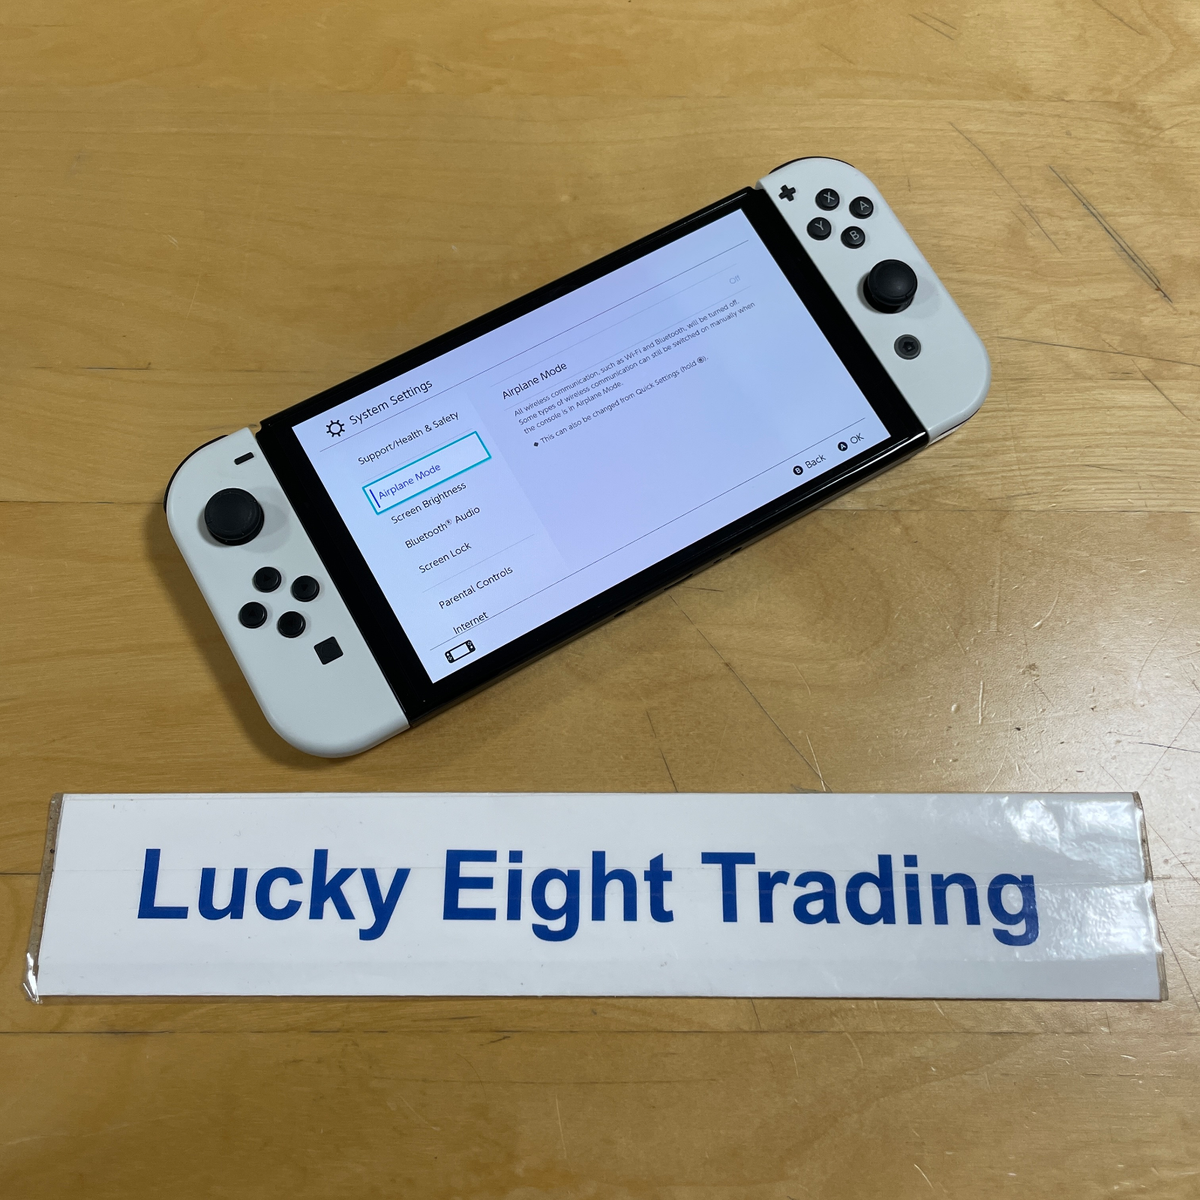 System Settings
Support/Health & Safety
Airplane Mode
Screen Brightness
Bluetooth® Audio
Screen Lock
Parental Controls
Internet
Airplane Mode
Off
All wireless communication, such as Wi-Fi and Bluetooth, will be turned off.
Some types of wireless communication can still be switched on manually when
the console is in Airplane Mode.
◆ This can also be changed from Quick Settings (hold ).
B Back
A OK
X
A
Y
B
Lucky Eight Trading